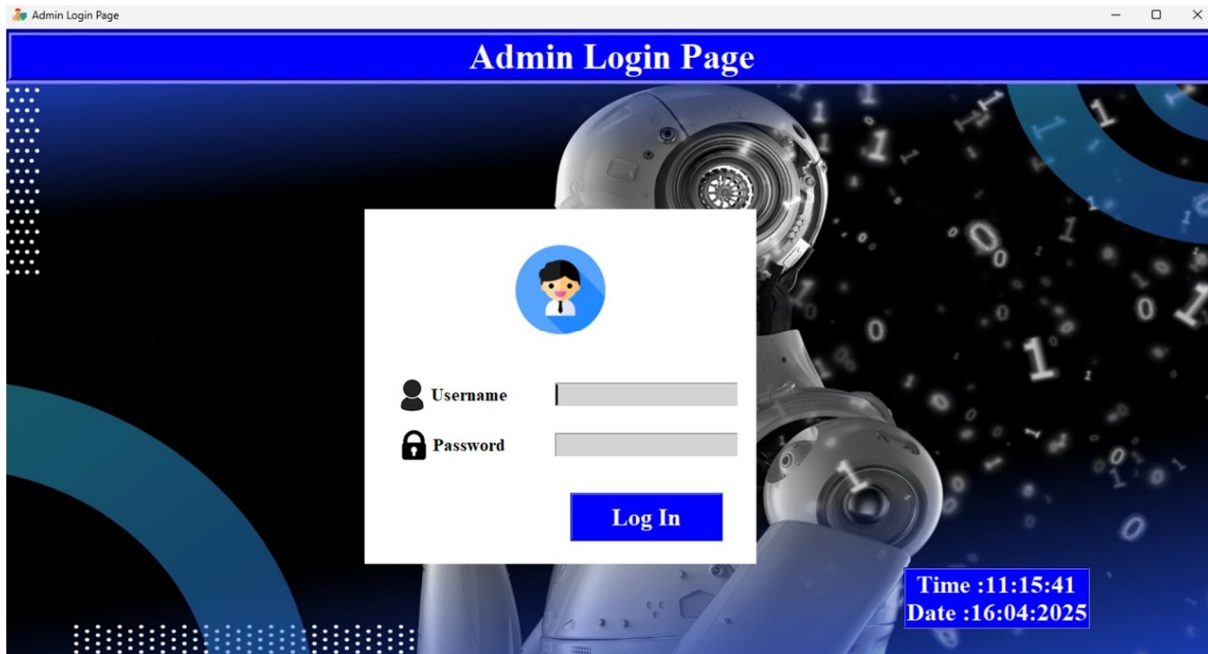 Admin Login Page
Admin Login Page
Username
Password
Log In
Time :11:15:41
Date :16:04:2025